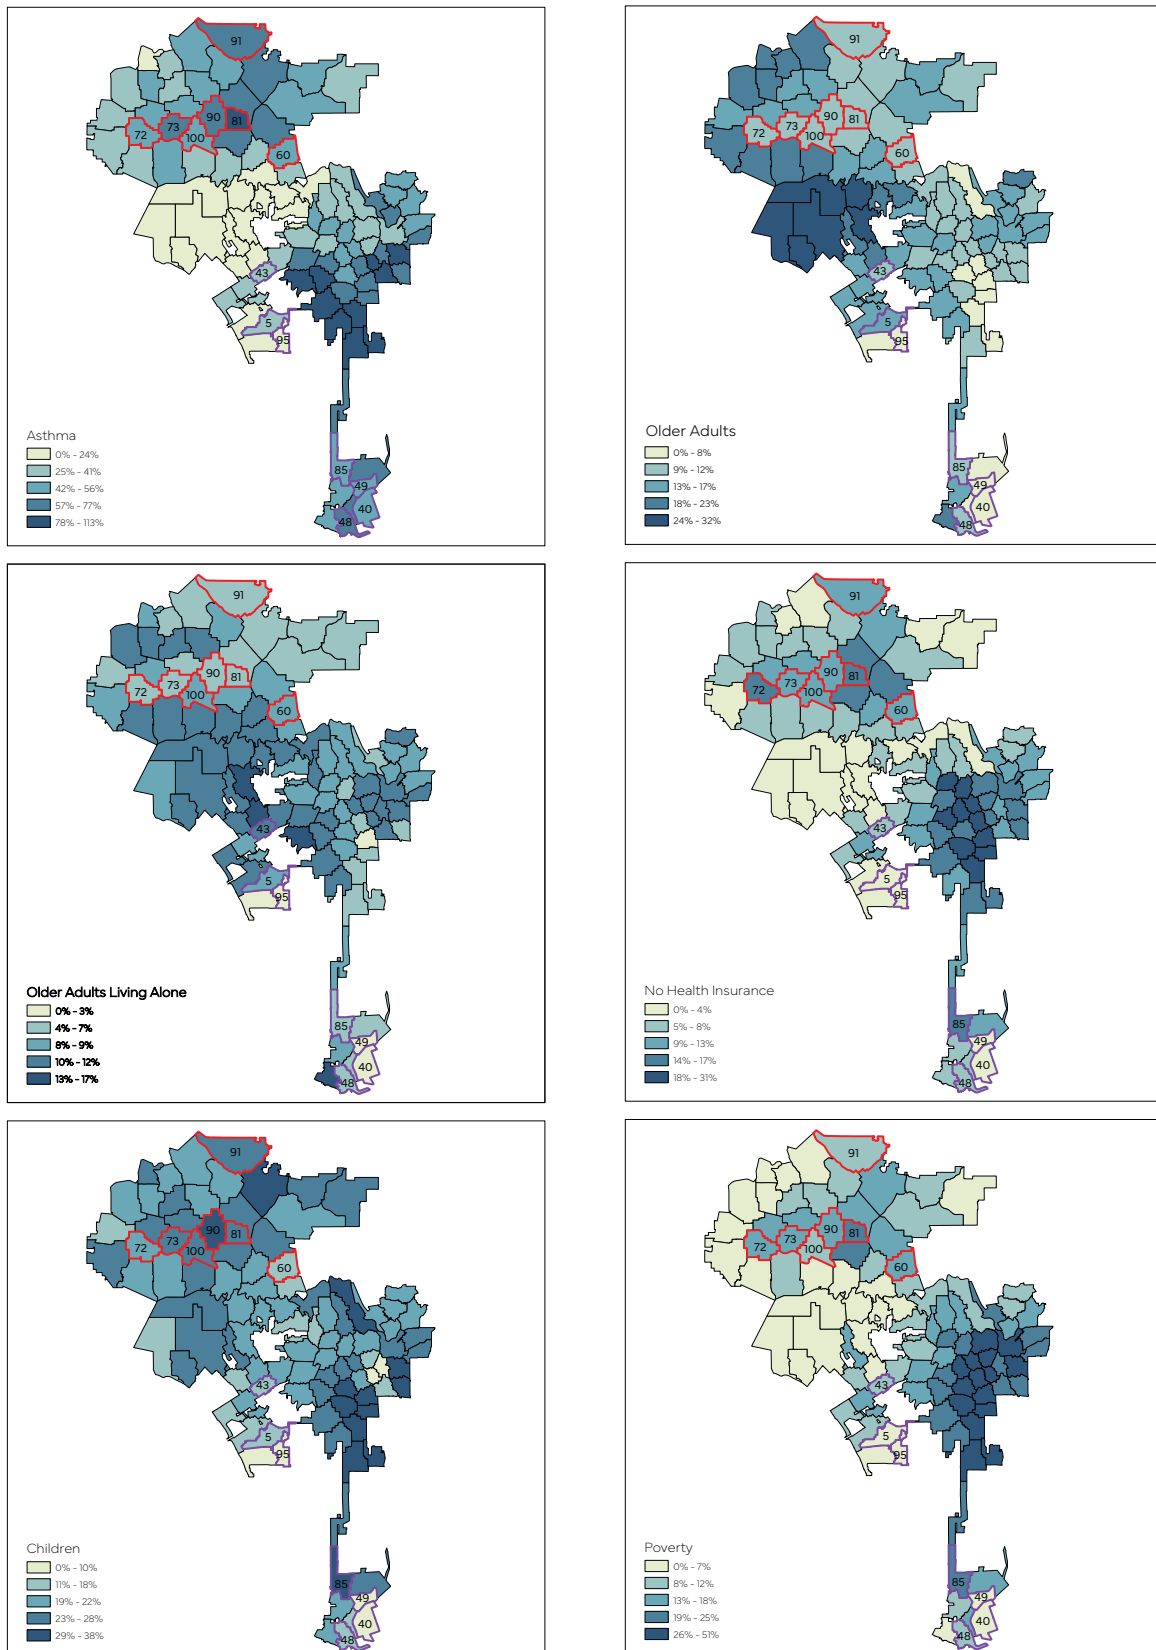 91
90
81
73
72
100
60
43
5
95
85
49
40
48
Asthma
0% - 24%
25% - 41%
42% - 56%
57% - 77%
78% - 113%
91
90
81
73
72
100
60
43
5
95
85
49
40
48
Older Adults
0% - 8%
9% - 12%
13% - 17%
18% - 23%
24% - 32%
91
90
81
73
72
100
60
43
5
95
85
49
40
48
Older Adults Living Alone
0% - 3%
4% - 7%
8% - 9%
10% - 12%
13% - 17%
91
90
81
73
72
100
60
43
5
95
85
49
40
48
No Health Insurance
0% - 4%
5% - 8%
9% - 13%
14% - 17%
18% - 31%
91
90
81
73
72
100
60
43
5
95
85
49
40
48
Children
0% - 10%
11% - 18%
19% - 22%
23% - 28%
29% - 38%
91
90
81
73
72
100
60
43
5
95
85
49
40
48
Poverty
0% - 7%
8% - 12%
13% - 18%
19% - 25%
26% - 51%